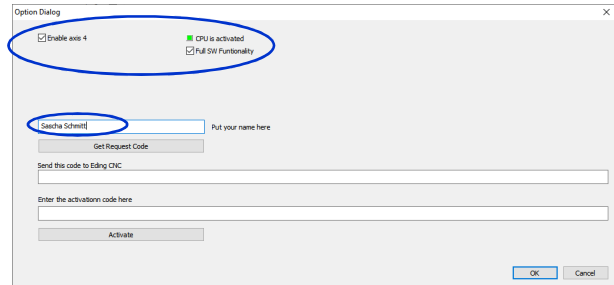 Option Dialog
Enable axis 4
CPU is activated
Full SW Funtionality
Sascha Schmitt
Put your name here
Get Request Code
Send this code to Eding CNC
Enter the activationn code here
Activate
OK Cancel